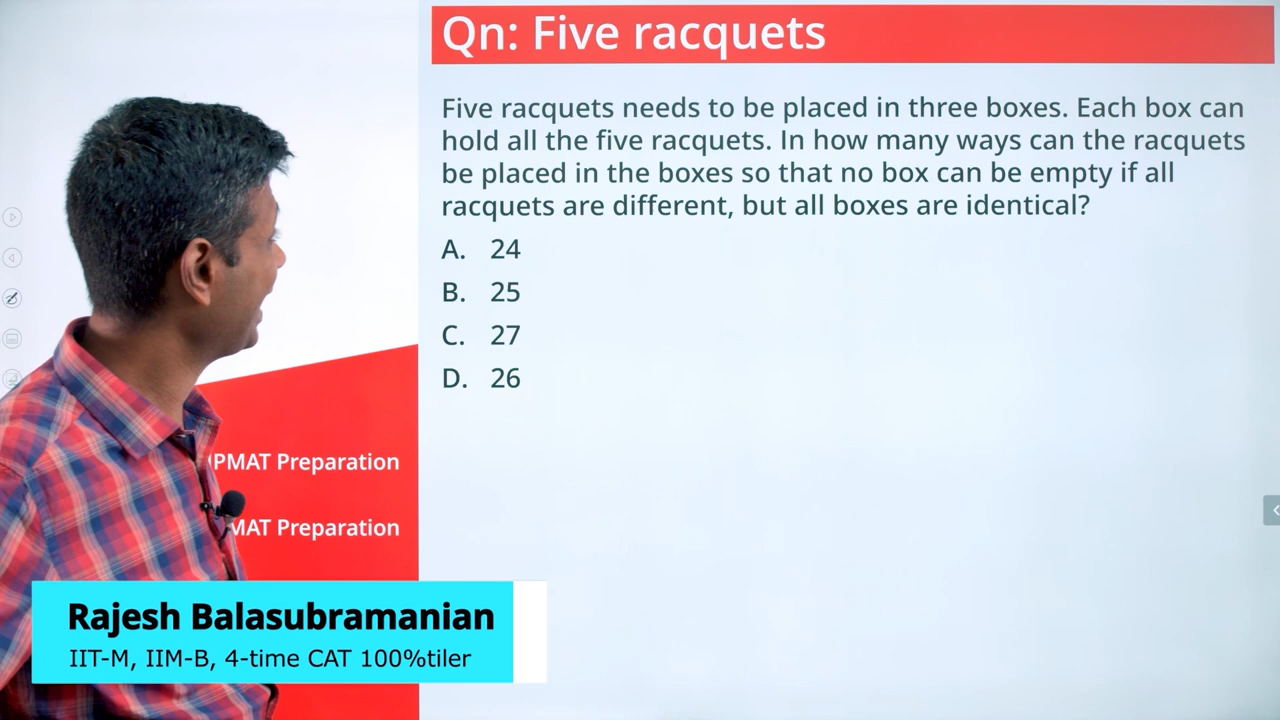 Qn: Five racquets
Five racquets needs to be placed in three boxes. Each box can
hold all the five racquets. In how many ways can the racquets
be placed in the boxes so that no box can be empty if all
racquets are different, but all boxes are identical?
A. 24
B. 25
C. 27
D. 26
PMAT Preparation
MAT Preparation
Rajesh Balasubramanian
IIT-M, IIM-B, 4-time CAT 100%tiler